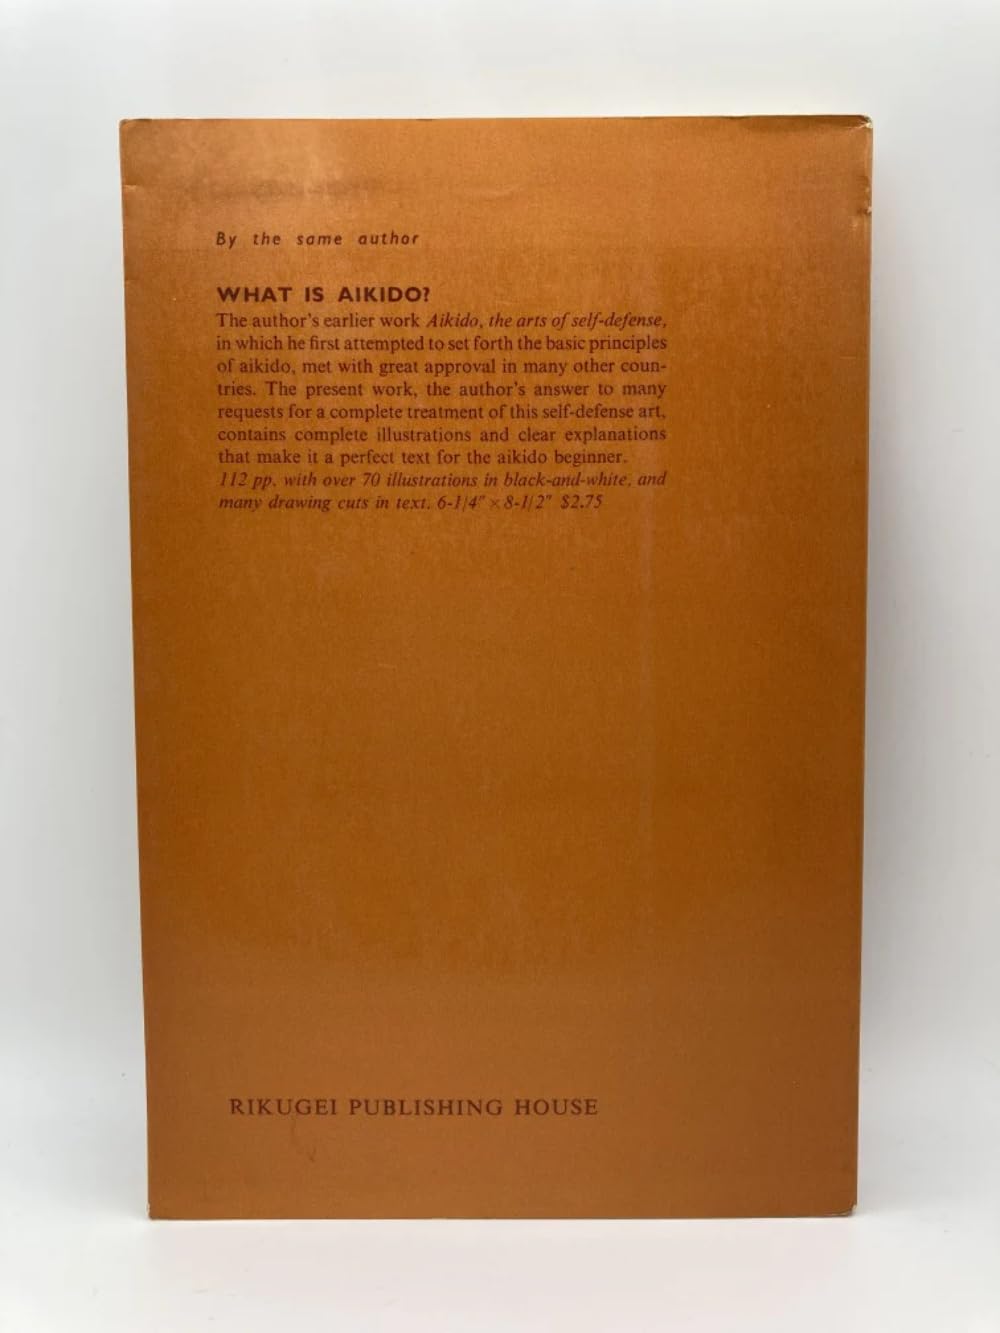 By the same author
WHAT IS AIKIDO?
The author's earlier work Aikido, the arts of self-defense,
in which he first attempted to set forth the basic principles
of aikido, met with great approval in many other coun-
tries. The present work, the author's answer to many
requests for a complete treatment of this self-defense art,
contains complete illustrations and clear explanations
that make it a perfect text for the aikido beginner.
112 pp. with over 70 illustrations in black-and-white, and
many drawing cuts in text. 6-1/4" × 8-1/2" $2.75
RIKUGEI PUBLISHING HOUSE